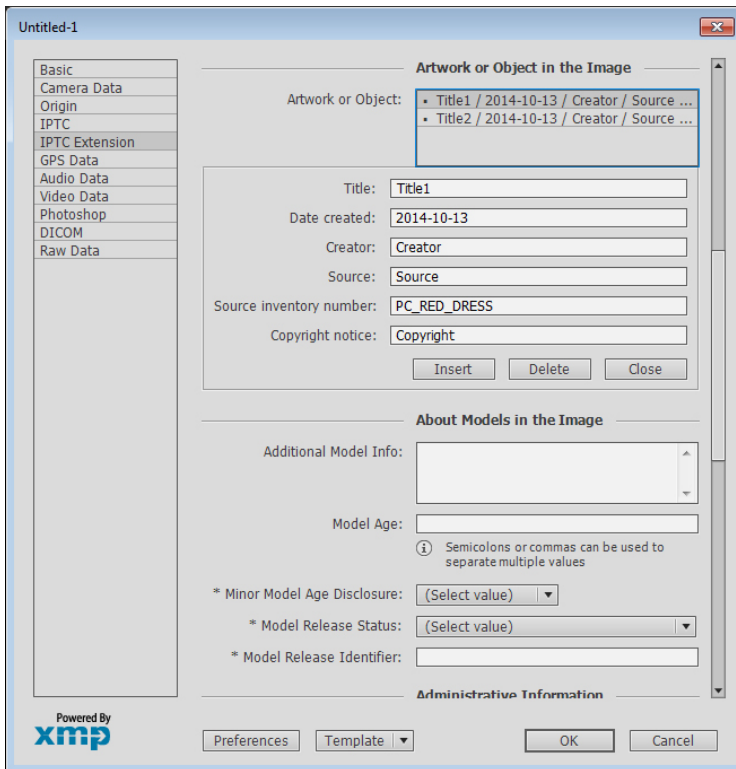 Untitled-1
Basic
Camera Data
Origin
IPTC
IPTC Extension
GPS Data
Audio Data
Video Data
Photoshop
DICOM
Raw Data
Artwork or Object in the Image
Artwork or Object:
▪ Title1 / 2014-10-13 / Creator / Source ...
▪ Title2 / 2014-10-13 / Creator / Source ...
Title: Title1
Date created: 2014-10-13
Creator: Creator
Source: Source
Source inventory number: PC_RED_DRESS
Copyright notice: Copyright
Insert Delete Close
About Models in the Image
Additional Model Info:
Model Age:
Semicolons or commas can be used to
separate multiple values
* Minor Model Age Disclosure: (Select value)
* Model Release Status: (Select value)
* Model Release Identifier:
Administrative Information
Powered By
xmp
Preferences Template OK Cancel